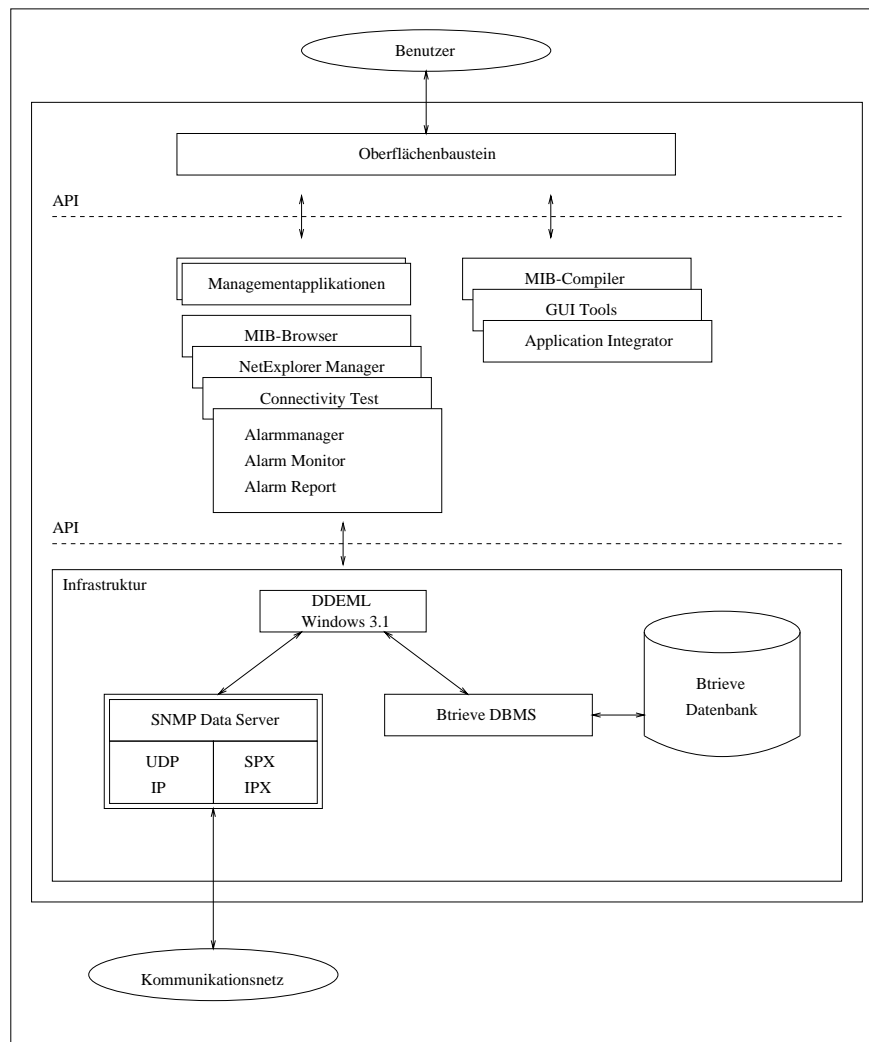 Benutzer
Oberflächenbaustein
API
Managementapplikationen
MIB-Browser
NetExplorer Manager
Connectivity Test
Alarmmanager
Alarm Monitor
Alarm Report
MIB-Compiler
GUI Tools
Application Integrator
API
Infrastruktur
DDEML
Windows 3.1
SNMP Data Server
UDP
IP
SPX
IPX
Btrieve DBMS
Btrieve
Datenbank
Kommunikationsnetz